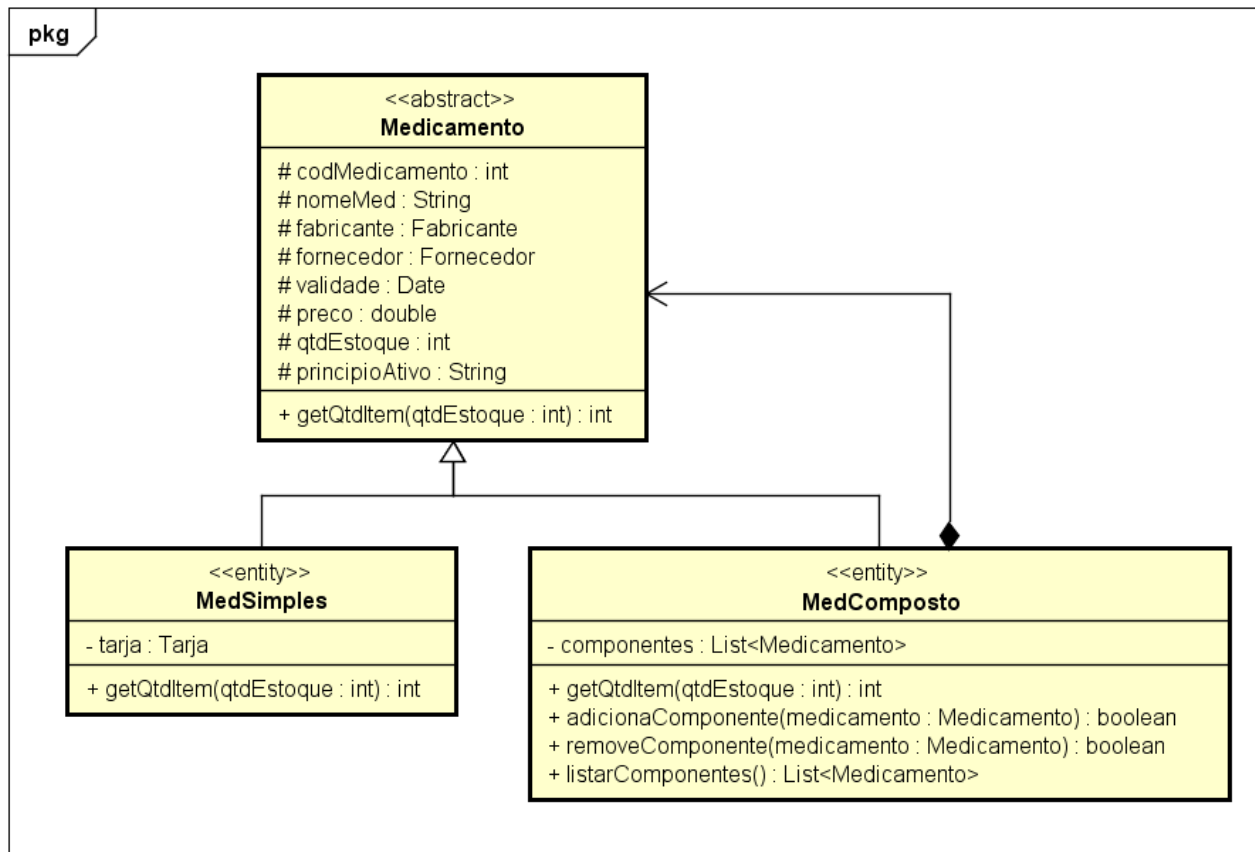 pkg
<<abstract>>
Medicamento
# codMedicamento : int
# nomeMed : String
# fabricante : Fabricante
# fornecedor : Fornecedor
# validade : Date
# preco : double
# qtdEstoque : int
# principioAtivo : String
+ getQtdItem(qtdEstoque : int) : int
<<entity>>
MedSimples
- tarja : Tarja
+ getQtdItem(qtdEstoque : int) : int
<<entity>>
MedComposto
- componentes : List<Medicamento>
+ getQtdItem(qtdEstoque : int) : int
+ adicionaComponente(medicamento : Medicamento) : boolean
+ removeComponente(medicamento : Medicamento) : boolean
+ listarComponentes() : List<Medicamento>